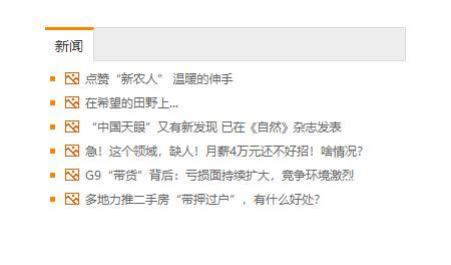 新闻
点赞“新农人” 温暖的伸手
在希望的田野上...
“中国天眼”又有新发现 已在《自然》杂志发表
急！这个领域，缺人！月薪4万元还不好招！啥情况？
G9“带货”背后：亏损面持续扩大，竞争环境激烈
多地力推二手房“带押过户”，有什么好处？